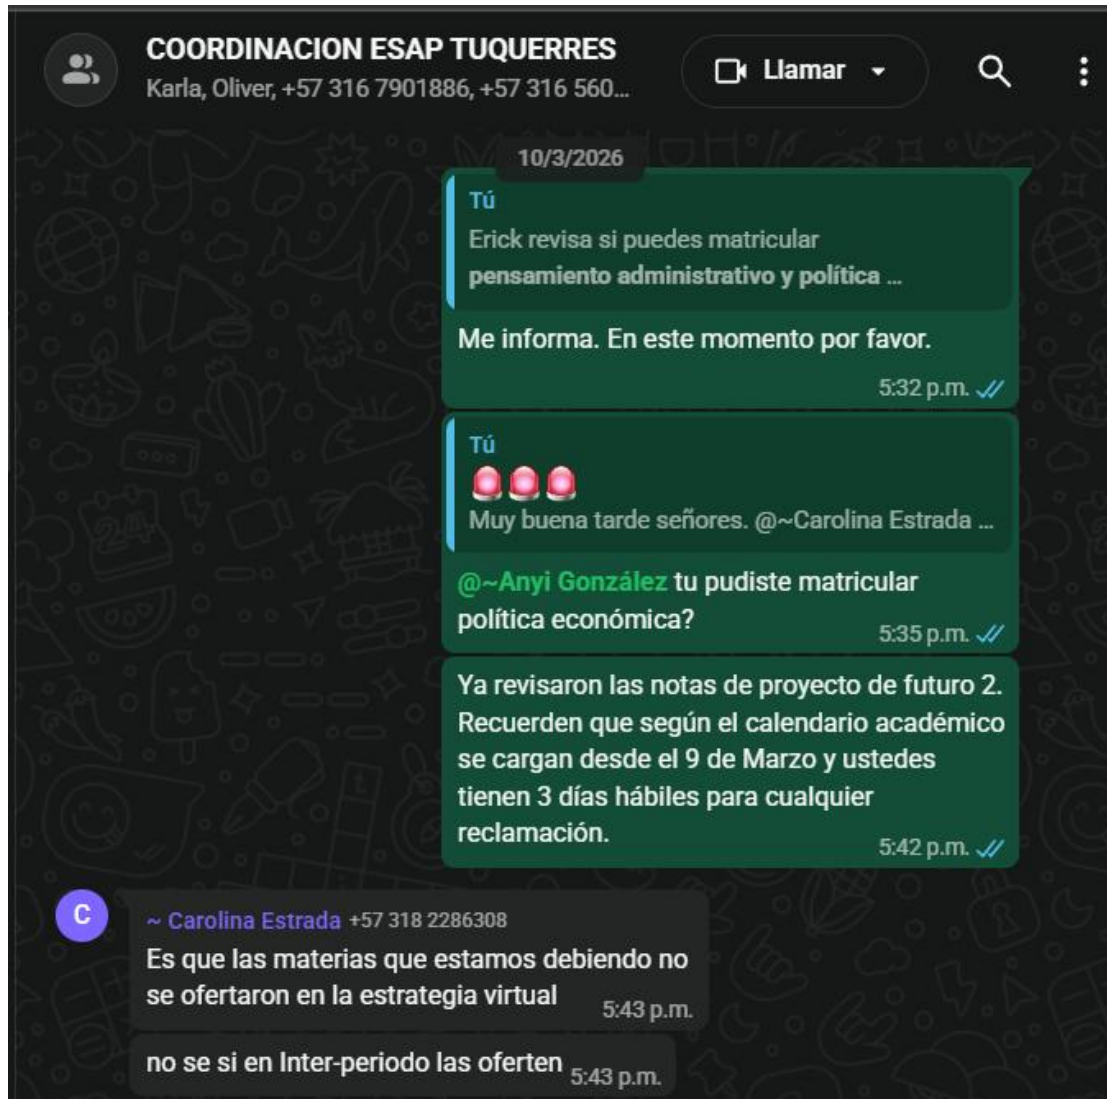 COORDINACION ESAP TUQUERRES
Karla, Oliver, +57 316 7901886, +57 316 560...
Llamar
10/3/2026
Tú
Erick revisa si puedes matricular
pensamiento administrativo y política ...
Me informa. En este momento por favor.
5:32 p.m.
Tú
Muy buena tarde señores. @~Carolina Estrada ...
@~Anyi González tu pudiste matricular
política económica?
5:35 p.m.
Ya revisaron las notas de proyecto de futuro 2.
Recuerden que según el calendario académico
se cargan desde el 9 de Marzo y ustedes
tienen 3 días hábiles para cualquier
reclamación.
5:42 p.m.
C
~ Carolina Estrada +57 318 2286308
Es que las materias que estamos debiendo no
se ofertaron en la estrategia virtual
5:43 p.m.
no se si en Inter-periodo las oferten
5:43 p.m.